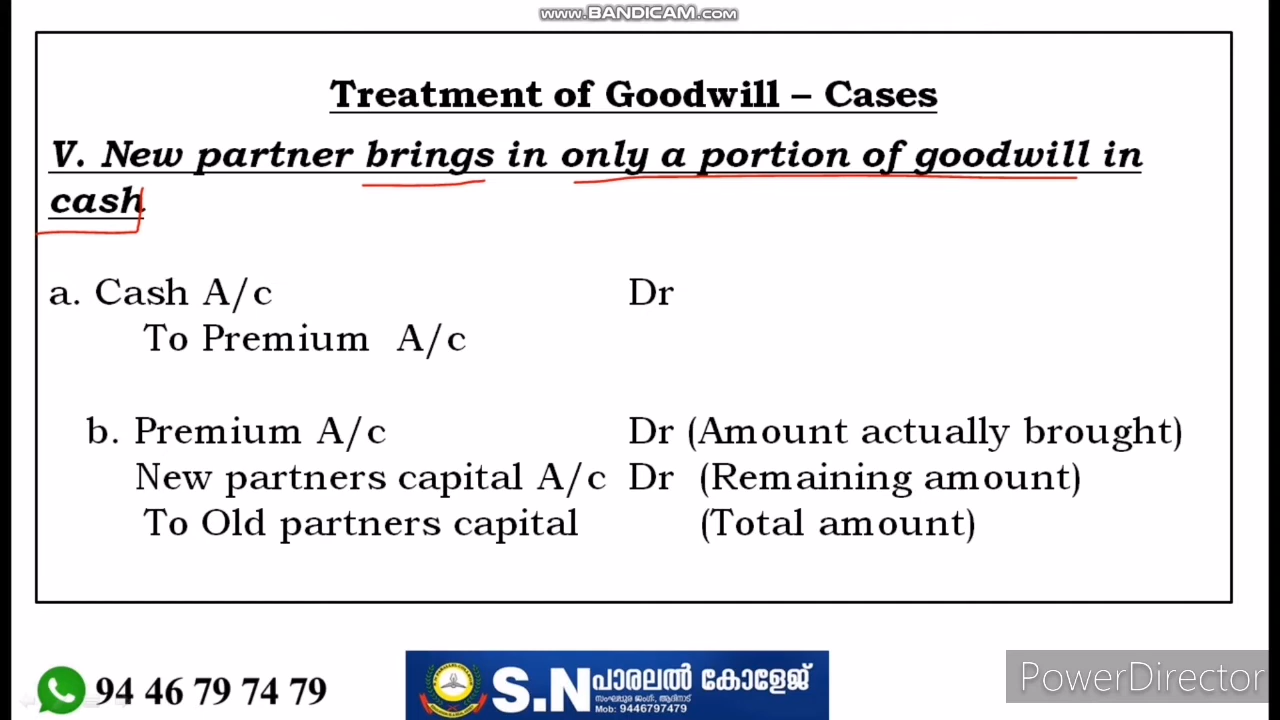 www.BANDICAM.com
Treatment of Goodwill – Cases
V. New partner brings in only a portion of goodwill in
cash
a. Cash A/c Dr
To Premium A/c
b. Premium A/c Dr (Amount actually brought)
New partners capital A/c Dr (Remaining amount)
To Old partners capital (Total amount)
94 46 79 74 79
S.N പാരലൽ കോളേജ്
Mob: 9446797479
PowerDirector